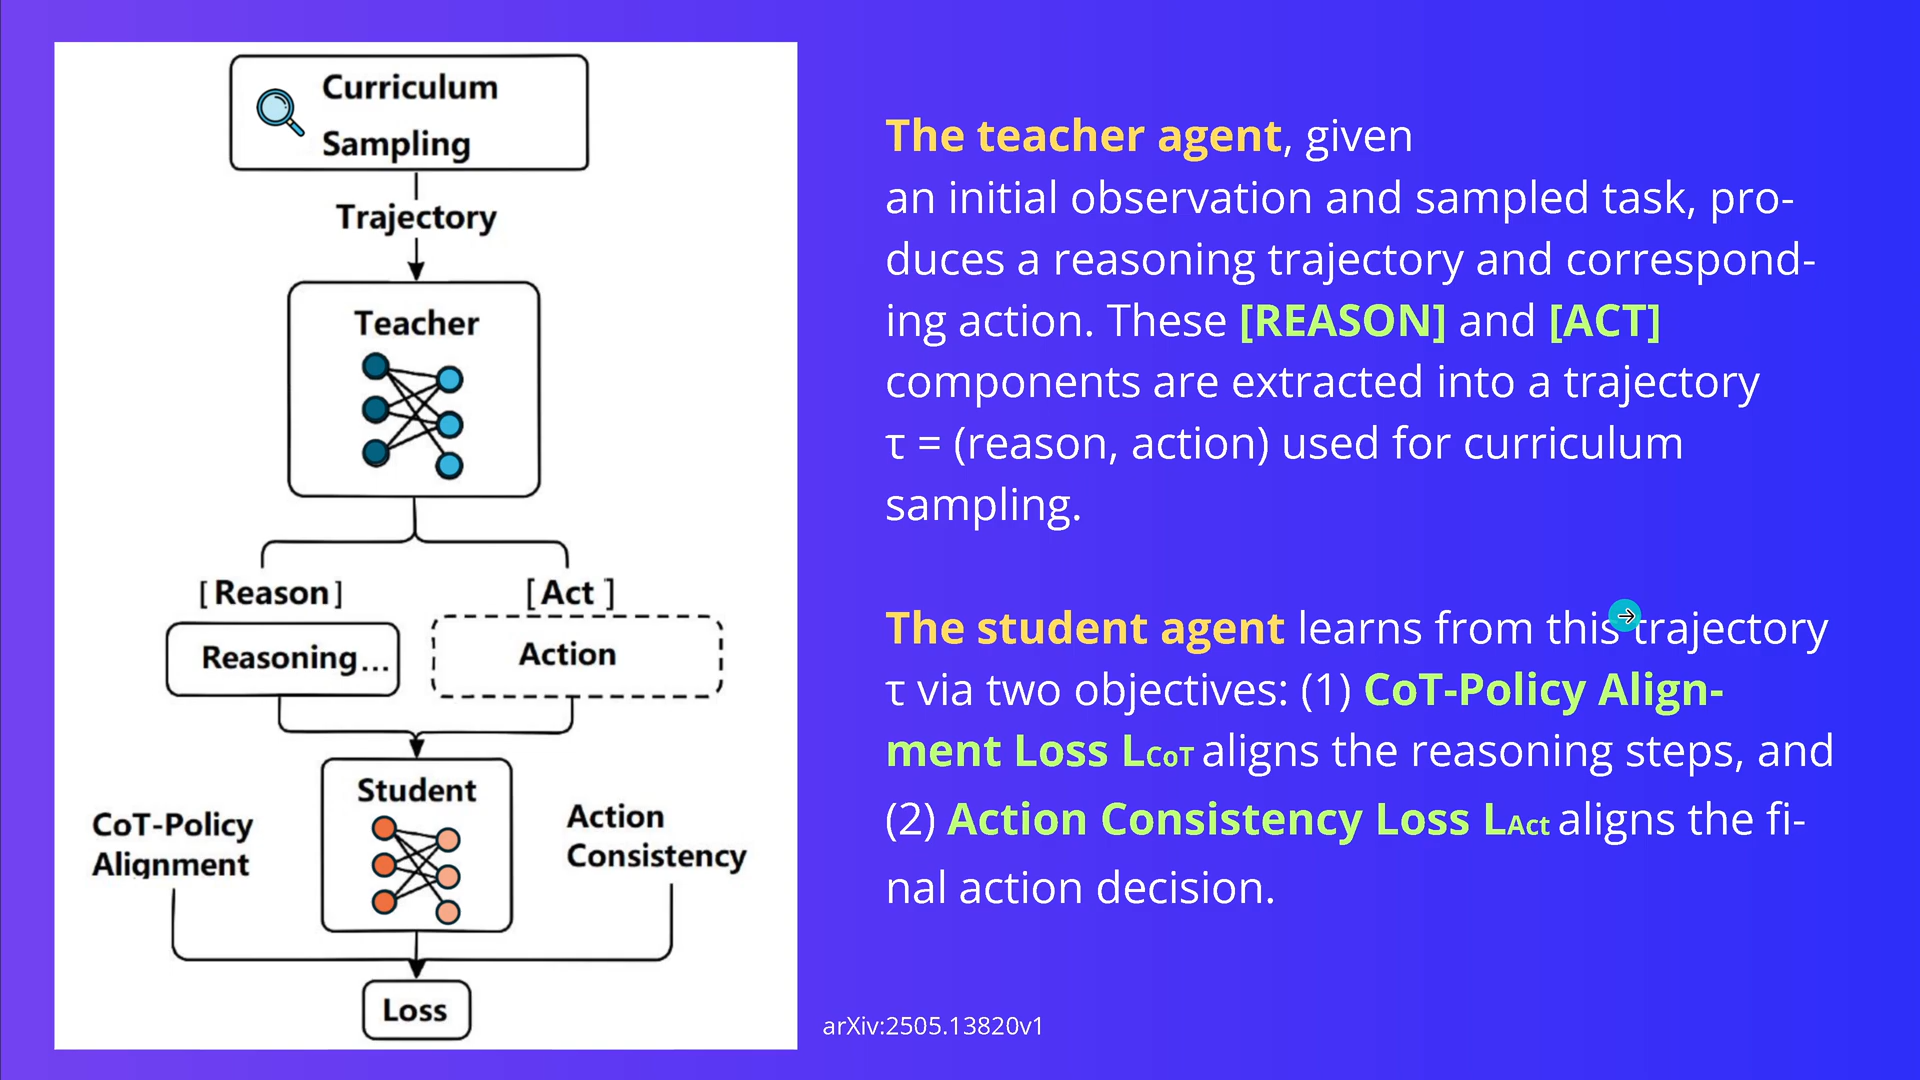 Curriculum
Sampling
Trajectory
Teacher
[Reason]
[Act ]
Reasoning...
Action
Student
CoT-Policy
Alignment
Action
Consistency
Loss
The teacher agent, given
an initial observation and sampled task, pro-
duces a reasoning trajectory and correspond-
ing action. These [REASON] and [ACT]
components are extracted into a trajectory
τ = (reason, action) used for curriculum
sampling.
The student agent learns from this trajectory
τ via two objectives: (1) CoT-Policy Align-
ment Loss LCoT aligns the reasoning steps, and
(2) Action Consistency Loss LAct aligns the fi-
nal action decision.
arXiv:2505.13820v1